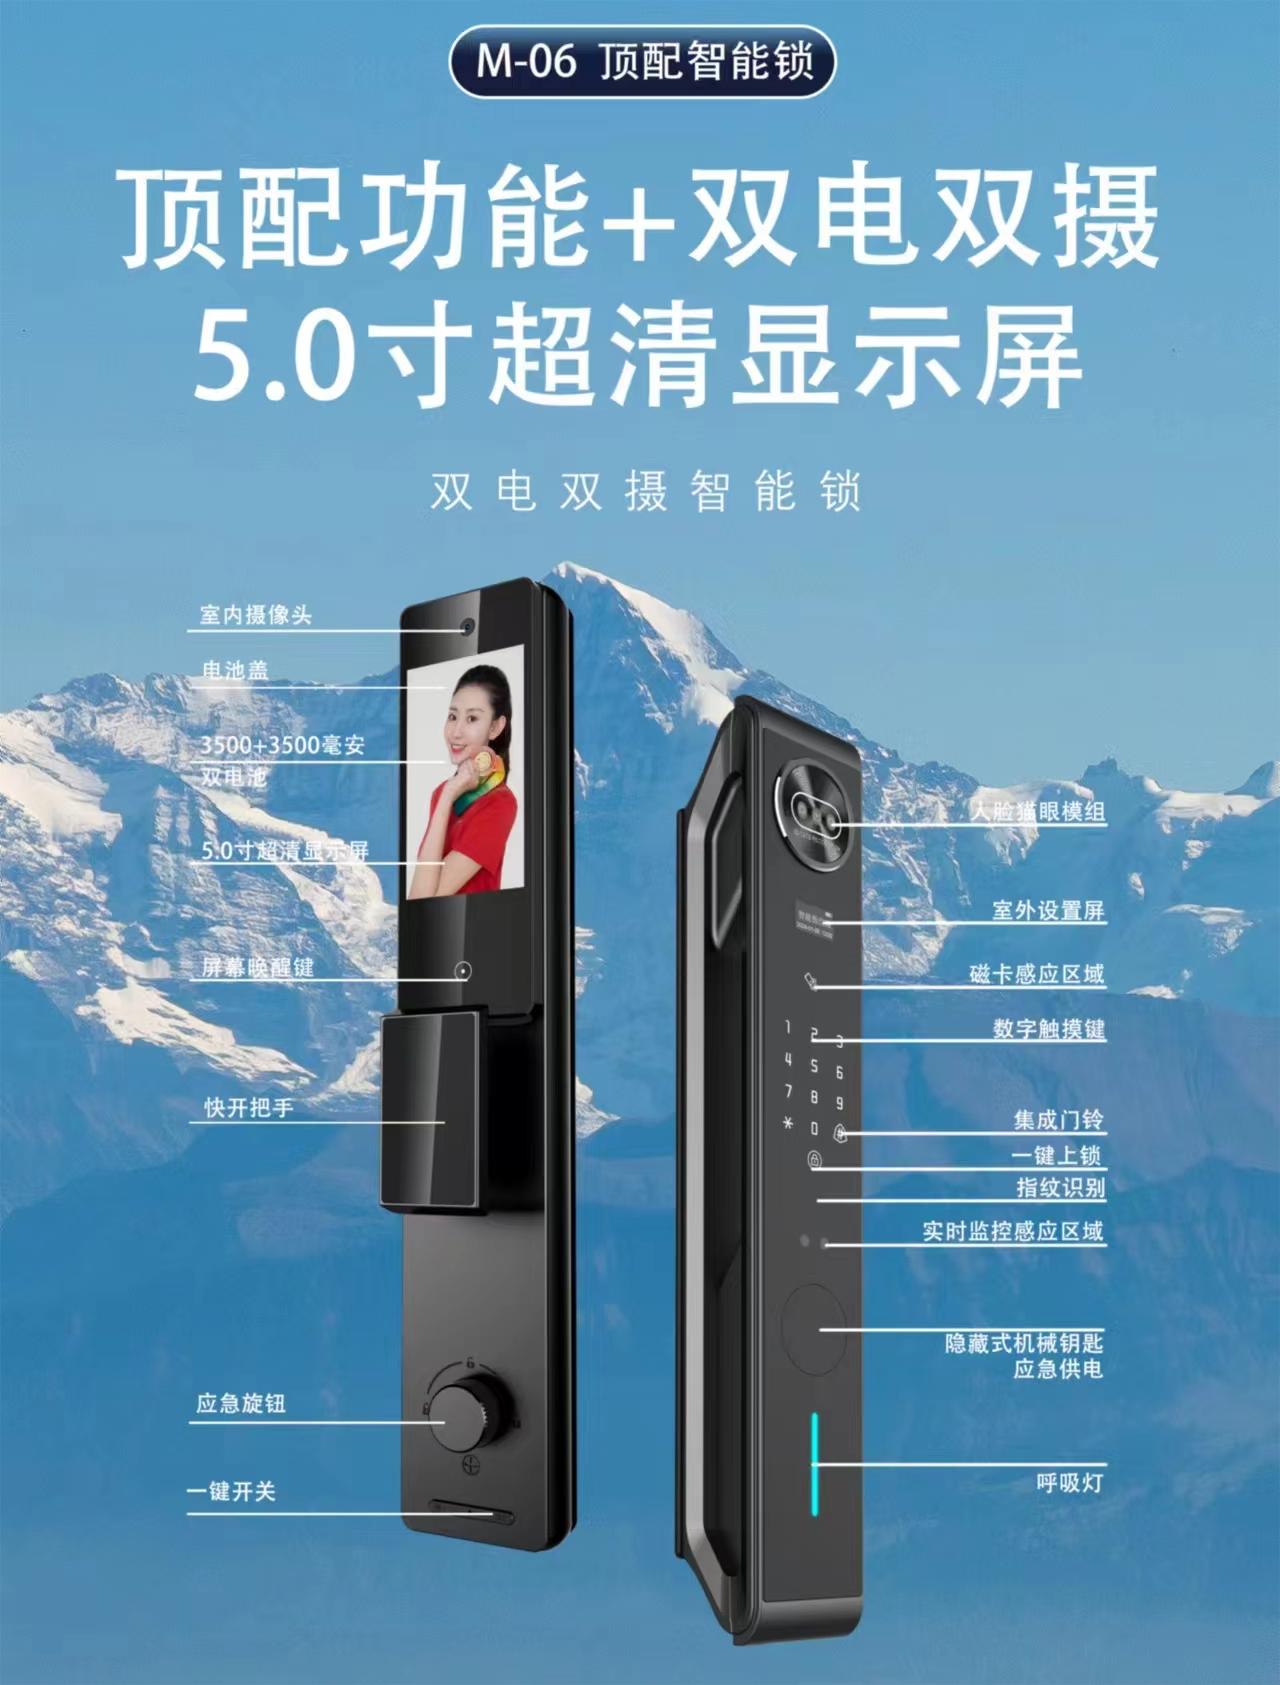 M-06 顶配智能锁
顶配功能+双电双摄
5.0寸超清显示屏
双电双摄智能锁
室内摄像头
电池盖
3500+3500毫安
双电池
5.0寸超清显示屏
屏幕唤醒键
快开把手
应急旋钮
一键开关
人脸猫眼模组
室外设置屏
磁卡感应区域
数字触摸键
1 2 3
4 5 6
7 8 9
* 0 #
集成门铃
一键上锁
指纹识别
实时监控感应区域
隐藏式机械钥匙
应急供电
呼吸灯